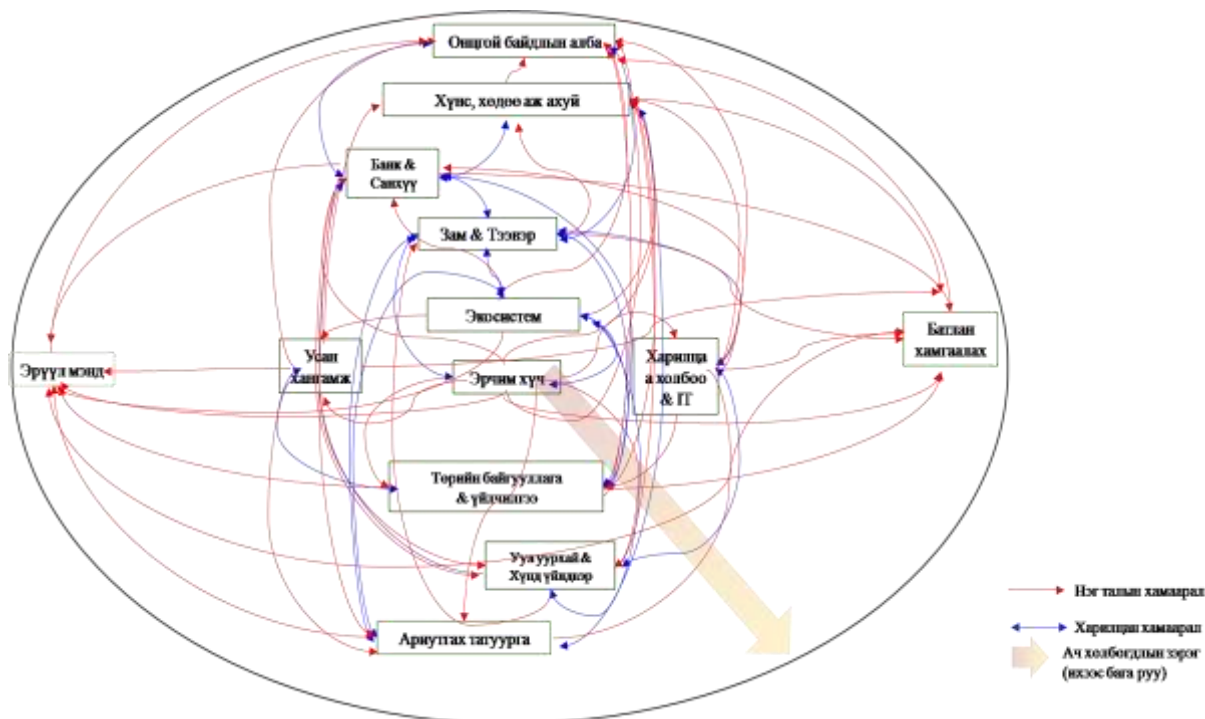 Онцгой байдлын алба
Хүнс, хөдөө аж ахуй
Банк &
Санхүү
Зам & Тээвэр
Экосистем
Батлан
хамгаалах
Эрүүл мэнд
Усан
хангамж
Эрчим хүч
Харилца
а холбоо
& IT
Төрийн байгууллага
& үйлчилгээ
Уул уурхай &
Хүнд үйлдвэр
Ариутгах татуурга
Нэг талын хамаарал
Харилцан хамаарал
Ач холбогдлын зэрэг
(ихээс бага руу)